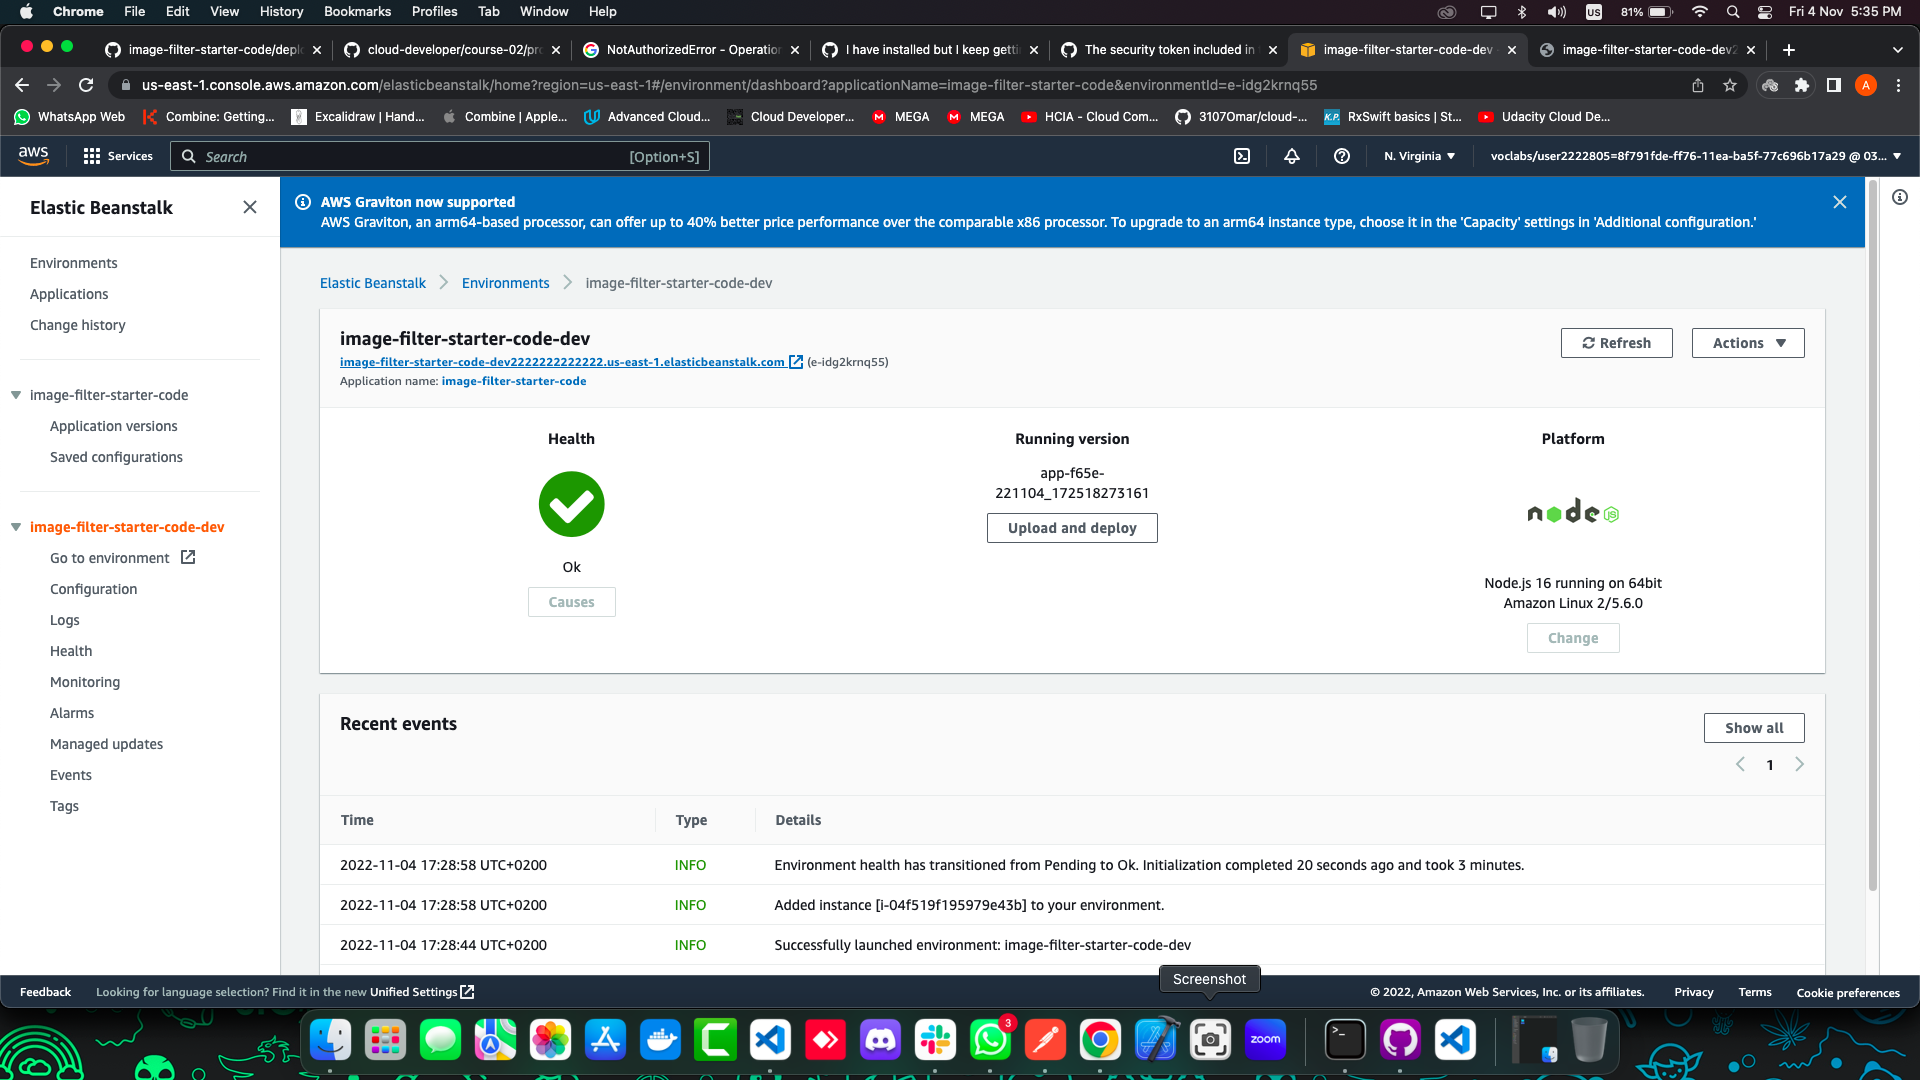 Chrome File Edit View History Bookmarks Profiles Tab Window Help US 81% Fri 4 Nov 5:35 PM
image-filter-starter-code/depl cloud-developer/course-02/pr NotAuthorizedError - Operatio I have installed but I keep gett The security token included in image-filter-starter-code-dev image-filter-starter-code-dev2
us-east-1.console.aws.amazon.com/elasticbeanstalk/home?region=us-east-1#/environment/dashboard?applicationName=image-filter-starter-code&environmentId=e-idg2krnq55 A
WhatsApp Web Combine: Getting... Excalidraw | Hand... Combine | Apple... Advanced Cloud... Cloud Developer... MEGA MEGA HCIA - Cloud Com... 3107Omar/cloud-... K.P. RxSwift basics | St... Udacity Cloud De...
aws Services Search [Option+S] N. Virginia voclabs/user2222805=8f791fde-ff76-11ea-ba5f-77c696b17a29 @ 03...
Elastic Beanstalk
Environments
Applications
Change history
image-filter-starter-code
Application versions
Saved configurations
image-filter-starter-code-dev
Go to environment
Configuration
Logs
Health
Monitoring
Alarms
Managed updates
Events
Tags
AWS Graviton now supported
AWS Graviton, an arm64-based processor, can offer up to 40% better price performance over the comparable x86 processor. To upgrade to an arm64 instance type, choose it in the 'Capacity' settings in 'Additional configuration.'
Elastic Beanstalk Environments image-filter-starter-code-dev
image-filter-starter-code-dev
image-filter-starter-code-dev2222222222222.us-east-1.elasticbeanstalk.com (e-idg2krnq55)
Application name: image-filter-starter-code
Refresh Actions
Health
Ok
Causes
Running version
app-f65e-
221104_172518273161
Upload and deploy
Platform
node JS
Node.js 16 running on 64bit
Amazon Linux 2/5.6.0
Change
Recent events
Show all
1
Time Type Details
2022-11-04 17:28:58 UTC+0200 INFO Environment health has transitioned from Pending to Ok. Initialization completed 20 seconds ago and took 3 minutes.
2022-11-04 17:28:58 UTC+0200 INFO Added instance [i-04f519f195979e43b] to your environment.
2022-11-04 17:28:44 UTC+0200 INFO Successfully launched environment: image-filter-starter-code-dev
Screenshot
Feedback Looking for language selection? Find it in the new Unified Settings © 2022, Amazon Web Services, Inc. or its affiliates. Privacy Terms Cookie preferences
3
zoom